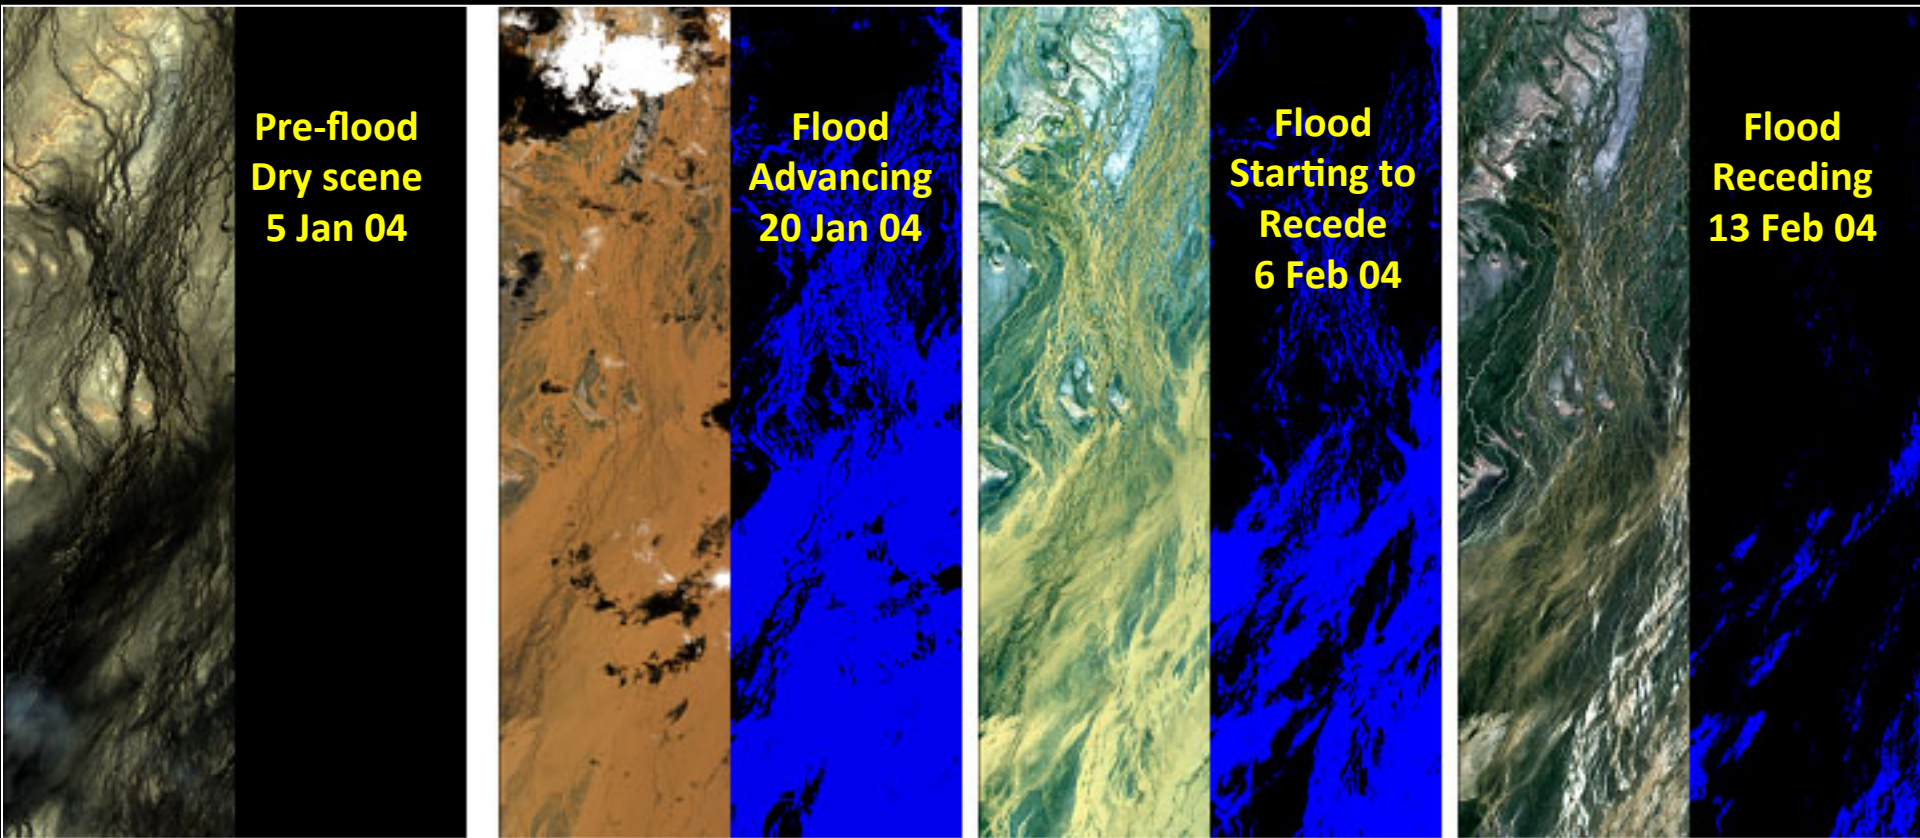 Pre-flood
Dry scene
5 Jan 04
Flood
Advancing
20 Jan 04
Flood
Starting to
Recede
6 Feb 04
Flood
Receding
13 Feb 04